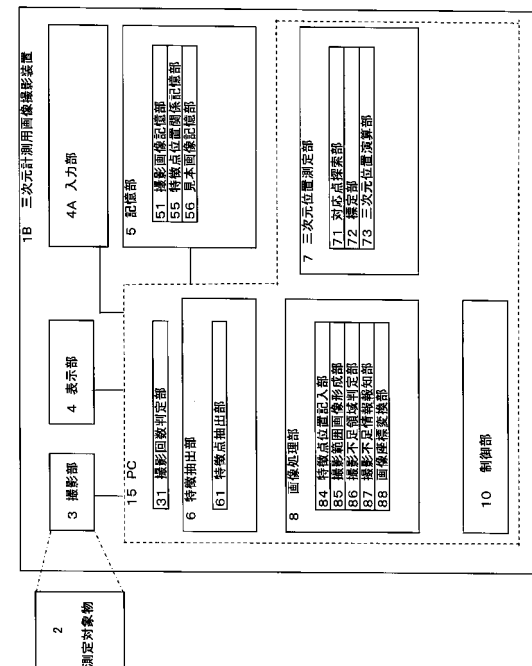 1B 三次元計測用画像撮影装置
2
測定対象物
3 撮影部
4 表示部
4A 入力部
15 PC
31 撮影回数判定部
6 特徴抽出部
61 特徴点抽出部
5 記憶部
51 撮影画像記憶部
55 特徴点位置関係記憶部
56 見本画像記憶部
8 画像処理部
84 特徴点位置記入部
85 撮影範囲画像形成部
86 撮影不足領域判定部
87 撮影不足情報報知部
88 画像座標変換部
7 三次元位置測定部
71 対応点探索部
72 標定部
73 三次元位置演算部
10 制御部